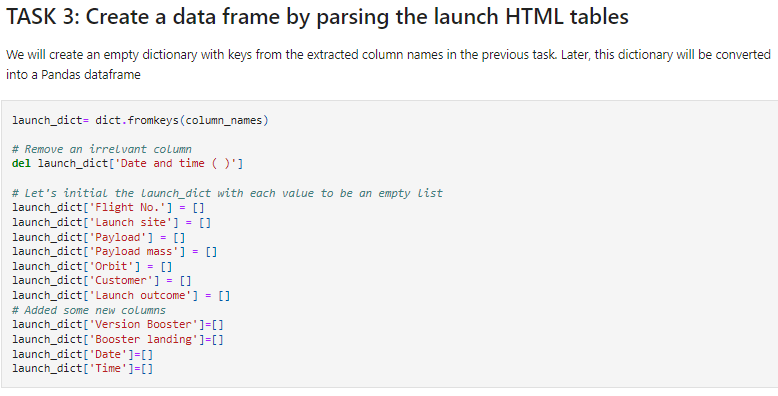 TASK 3: Create a data frame by parsing the launch HTML tables
We will create an empty dictionary with keys from the extracted column names in the previous task. Later, this dictionary will be converted
into a Pandas dataframe
launch_dict= dict.fromkeys(column_names)
# Remove an irrelvant column
del launch_dict['Date and time ( )']
# Let's initial the launch_dict with each value to be an empty list
launch_dict['Flight No.'] = []
launch_dict['Launch site'] = []
launch_dict['Payload'] = []
launch_dict['Payload mass'] = []
launch_dict['Orbit'] = []
launch_dict['Customer'] = []
launch_dict['Launch outcome'] = []
# Added some new columns
launch_dict['Version Booster']=[]
launch_dict['Booster landing']=[]
launch_dict['Date']=[]
launch_dict['Time']=[]